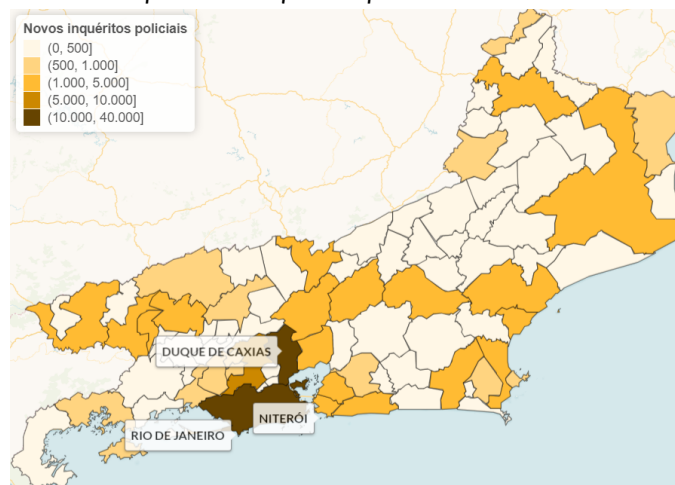 Novos inquéritos policiais
(0, 500]
(500, 1.000]
(1.000, 5.000]
(5.000, 10.000]
(10.000, 40.000]
DUQUE DE CAXIAS
NITERÓI
RIO DE JANEIRO